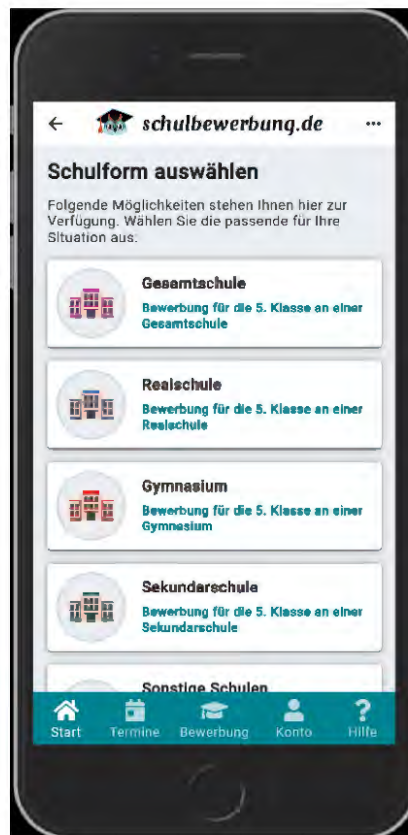 schulbewerbung.de
Schulform auswählen
Folgende Möglichkeiten stehen Ihnen hier zur
Verfügung. Wählen Sie die passende für Ihre
Situation aus:
Gesamtschule
Bewerbung für die 5. Klasse an einer
Gesamtschule
Realschule
Bewerbung für die 5. Klasse an einer
Realschule
Gymnasium
Bewerbung für die 5. Klasse an einer
Gymnasium
Sekundarschule
Bewerbung für die 5. Klasse an einer
Sekundarschule
Sonstige Schulen
Start Termine Bewerbung Konto Hilfe